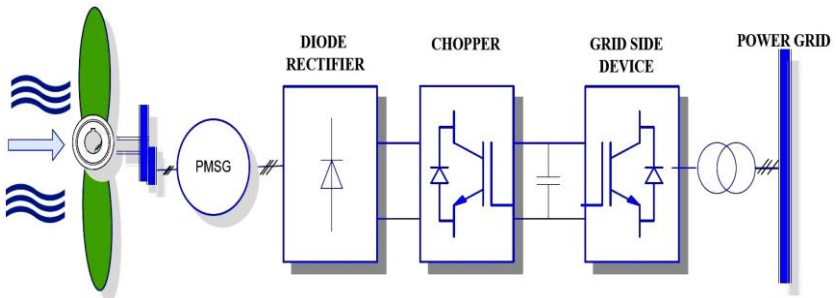 DIODE
RECTIFIER
CHOPPER
GRID SIDE
DEVICE
POWER GRID
PMSG